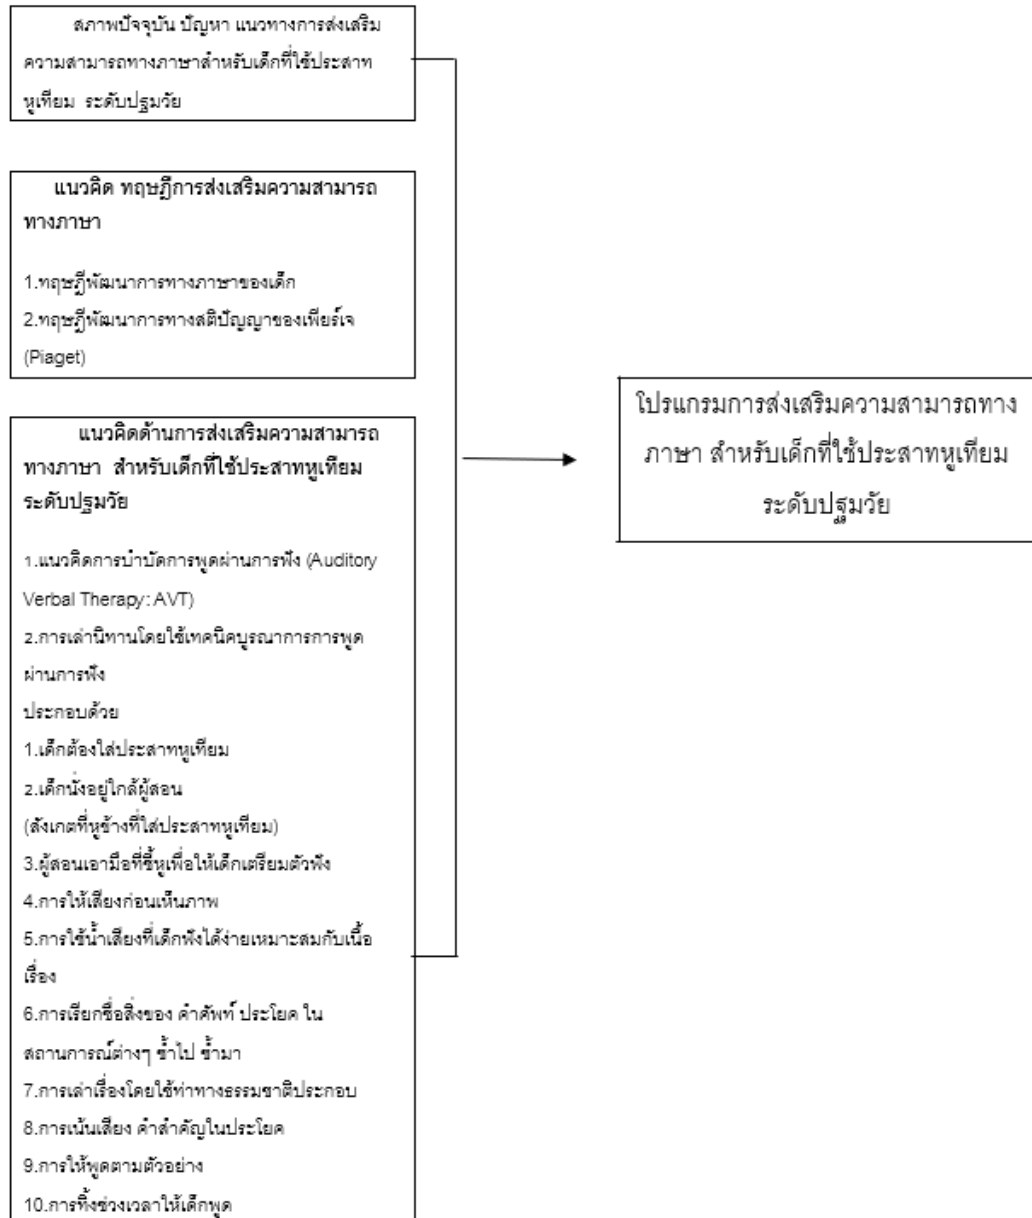 สภาพปัจจุบัน ปัญหา แนวทางการส่งเสริม
ความสามารถทางภาษาสำหรับเด็กที่ใช้ประสาท
หูเทียม ระดับปฐมวัย
แนวคิด ทฤษฎีการส่งเสริมความสามารถ
ทางภาษา
1.ทฤษฎีพัฒนาการทางภาษาของเด็ก
2.ทฤษฎีพัฒนาการทางสติปัญญาของเพียร์เจ
(Piaget)
แนวคิดด้านการส่งเสริมความสามารถ
ทางภาษา สำหรับเด็กที่ใช้ประสาทหูเทียม
ระดับปฐมวัย
1.แนวคิดการบำบัดการพูดผ่านการฟัง (Auditory
Verbal Therapy: AVT)
2.การเล่านิทานโดยใช้เทคนิคบูรณาการการพูด
ผ่านการฟัง
ประกอบด้วย
1.เด็กต้องใส่ประสาทหูเทียม
2.เด็กนั่งอยู่ใกล้ผู้สอน
(สังเกตที่หูข้างที่ใส่ประสาทหูเทียม)
3.ผู้สอนเอามือที่ชี้หูเพื่อให้เด็กเตรียมตัวฟัง
4.การให้เสียงก่อนเห็นภาพ
5.การใช้น้ำเสียงที่เด็กฟังได้ง่ายเหมาะสมกับเนื้อ
เรื่อง
6.การเรียกชื่อสิ่งของ คำศัพท์ ประโยค ใน
สถานการณ์ต่างๆ ซ้ำไป ซ้ำมา
7.การเล่าเรื่องโดยใช้ท่าทางธรรมชาติประกอบ
8.การเน้นเสียง คำสำคัญในประโยค
9.การให้พูดตามตัวอย่าง
10.การทิ้งช่วงเวลาให้เด็กพูด
โปรแกรมการส่งเสริมความสามารถทาง
ภาษา สำหรับเด็กที่ใช้ประสาทหูเทียม
ระดับปฐมวัย